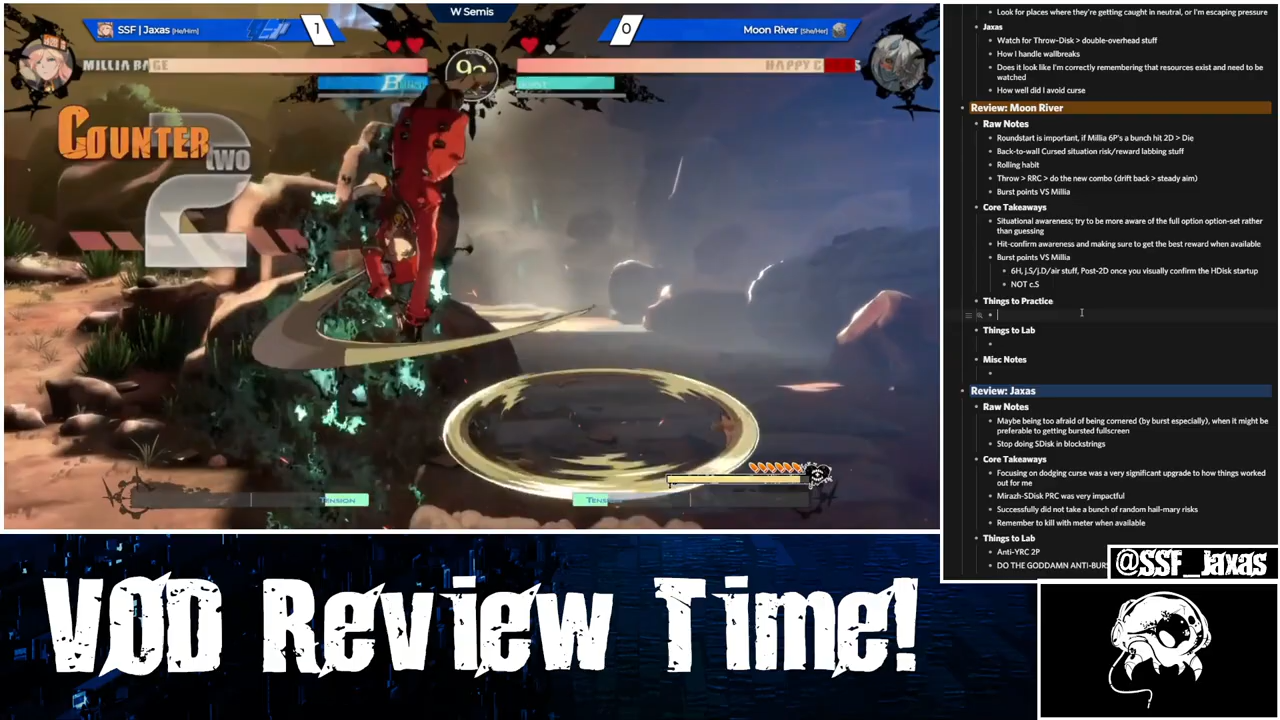 W Semis
SSF | Jaxas [He/Him]
1
0
Moon River [She/Her]
MILLIA RAGE
HAPPY C
COUNTER
TWO
2
TENSION
VOD Review Time!
Look for places where they're getting caught in neutral, or I'm escaping pressure
Jaxas
Watch for Throw-Disk > double-overhead stuff
How I handle wallbreaks
Does it look like I'm correctly remembering that resources exist and need to be
watched
How well did I avoid curse
Review: Moon River
Raw Notes
Roundstart is important, if Millia 6P's a bunch hit 2D > Die
Back-to-wall Cursed situation risk/reward labbing stuff
Rolling habit
Throw > RRC > do the new combo (drift back > steady aim)
Burst points VS Millia
Core Takeaways
Situational awareness; try to be more aware of the full option option-set rather
than guessing
Hit-confirm awareness and making sure to get the best reward when available
Burst points VS Millia
6H, j.S/j.D/air stuff, Post-2D once you visually confirm the HDisk startup
NOT c.S
Things to Practice
Things to Lab
Misc Notes
Review: Jaxas
Raw Notes
Maybe being too afraid of being cornered (by burst especially), when it might be
preferable to getting bursted fullscreen
Stop doing SDisk in blockstrings
Core Takeaways
Focusing on dodging curse was a very significant upgrade to how things worked
out for me
Mirazh-SDisk PRC was very impactful
Successfully did not take a bunch of random hail-mary risks
Remember to kill with meter when available
Things to Lab
Anti-YRC 2P
DO THE GODDAMN ANTI-BURS
@SSF_Jaxas